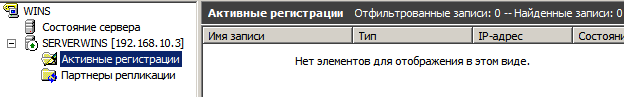 WINS
Состояние сервера
SERVERWINS [192.168.10.3]
Активные регистрации
Партнеры репликации
Активные регистрации Отфильтрованные записи: 0 -- Найденные записи: 0
Имя записи Тип IP-адрес Состояни
Нет элементов для отображения в этом виде.